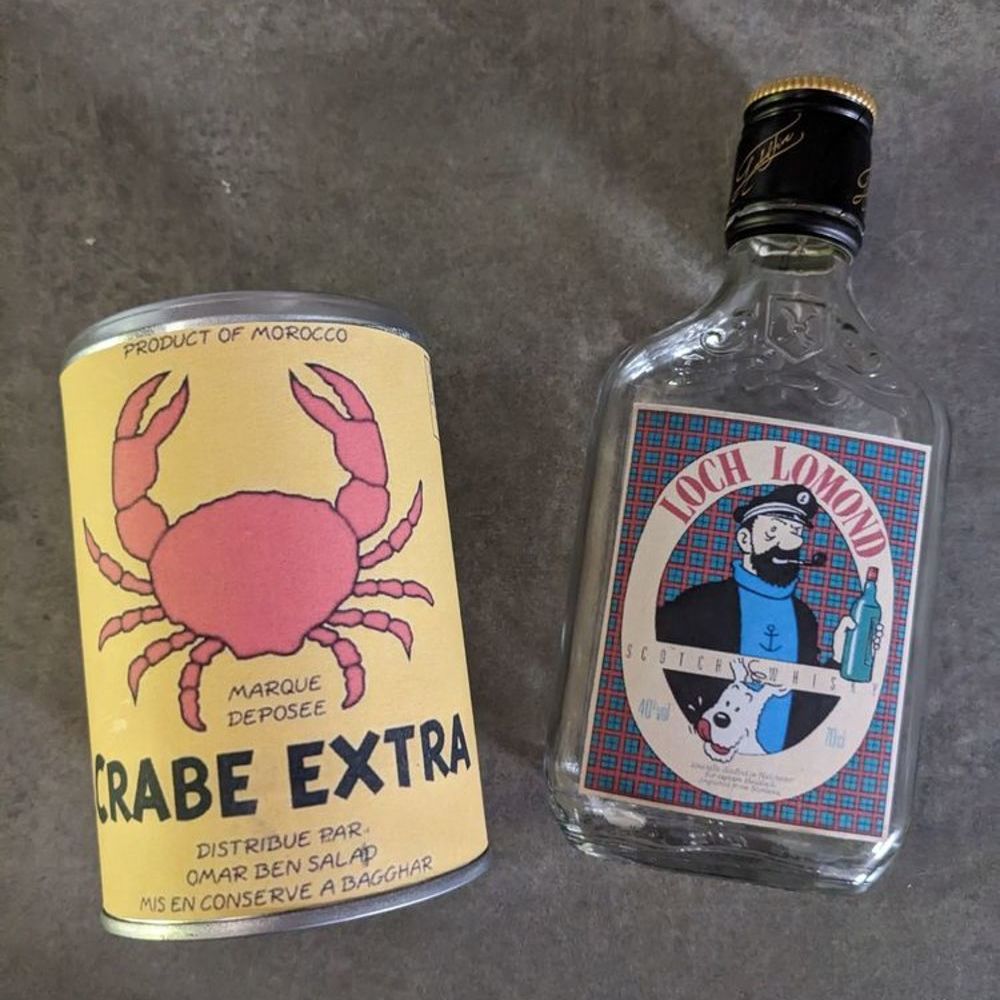 PRODUCT OF MOROCCO
MARQUE
DEPOSEE
CRABE EXTRA
DISTRIBUE PAR
OMAR BEN SALAD
MIS EN CONSERVE A BAGGHAR
LOCH LOMOND
SCOTCH WHISKY
40%vol
70cl